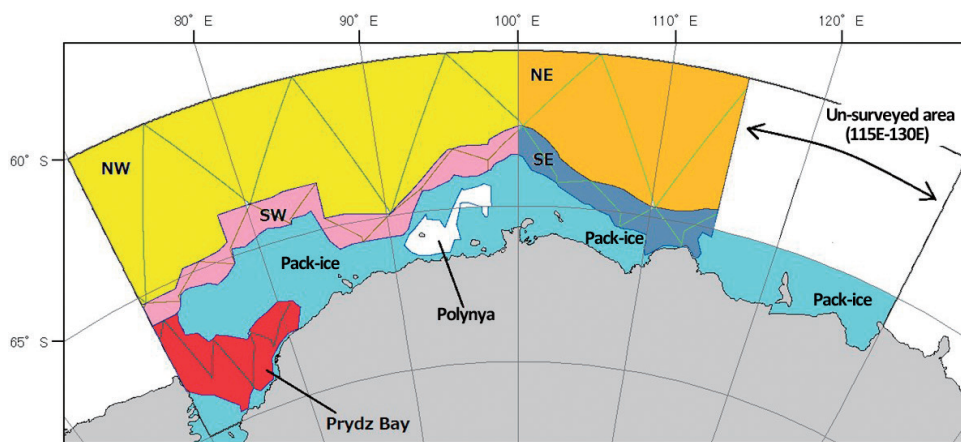 80° E
90° E
100° E
110° E
120° E
NE
Un-surveyed area
(115E-130E)
60° S
NW
SE
SW
Pack-ice
Pack-ice
Pack-ice
Polynya
65° S
Prydz Bay